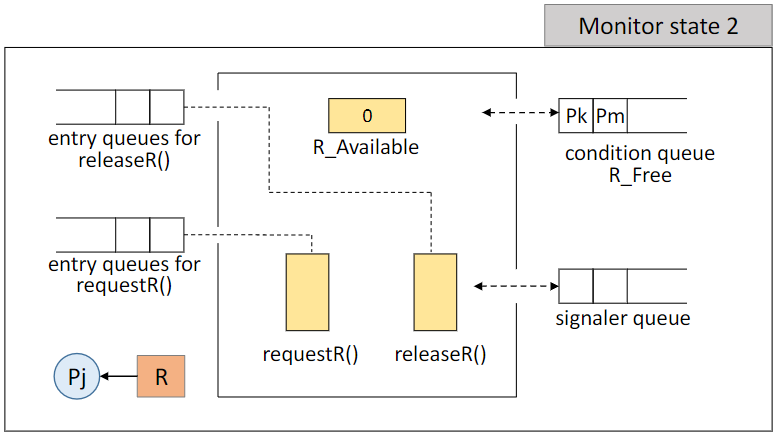 Monitor state 2
entry queues for
releaseR()
0
R_Available
Pk Pm
condition queue
R_Free
entry queues for
requestR()
requestR()
releaseR()
signaler queue
Pj
R